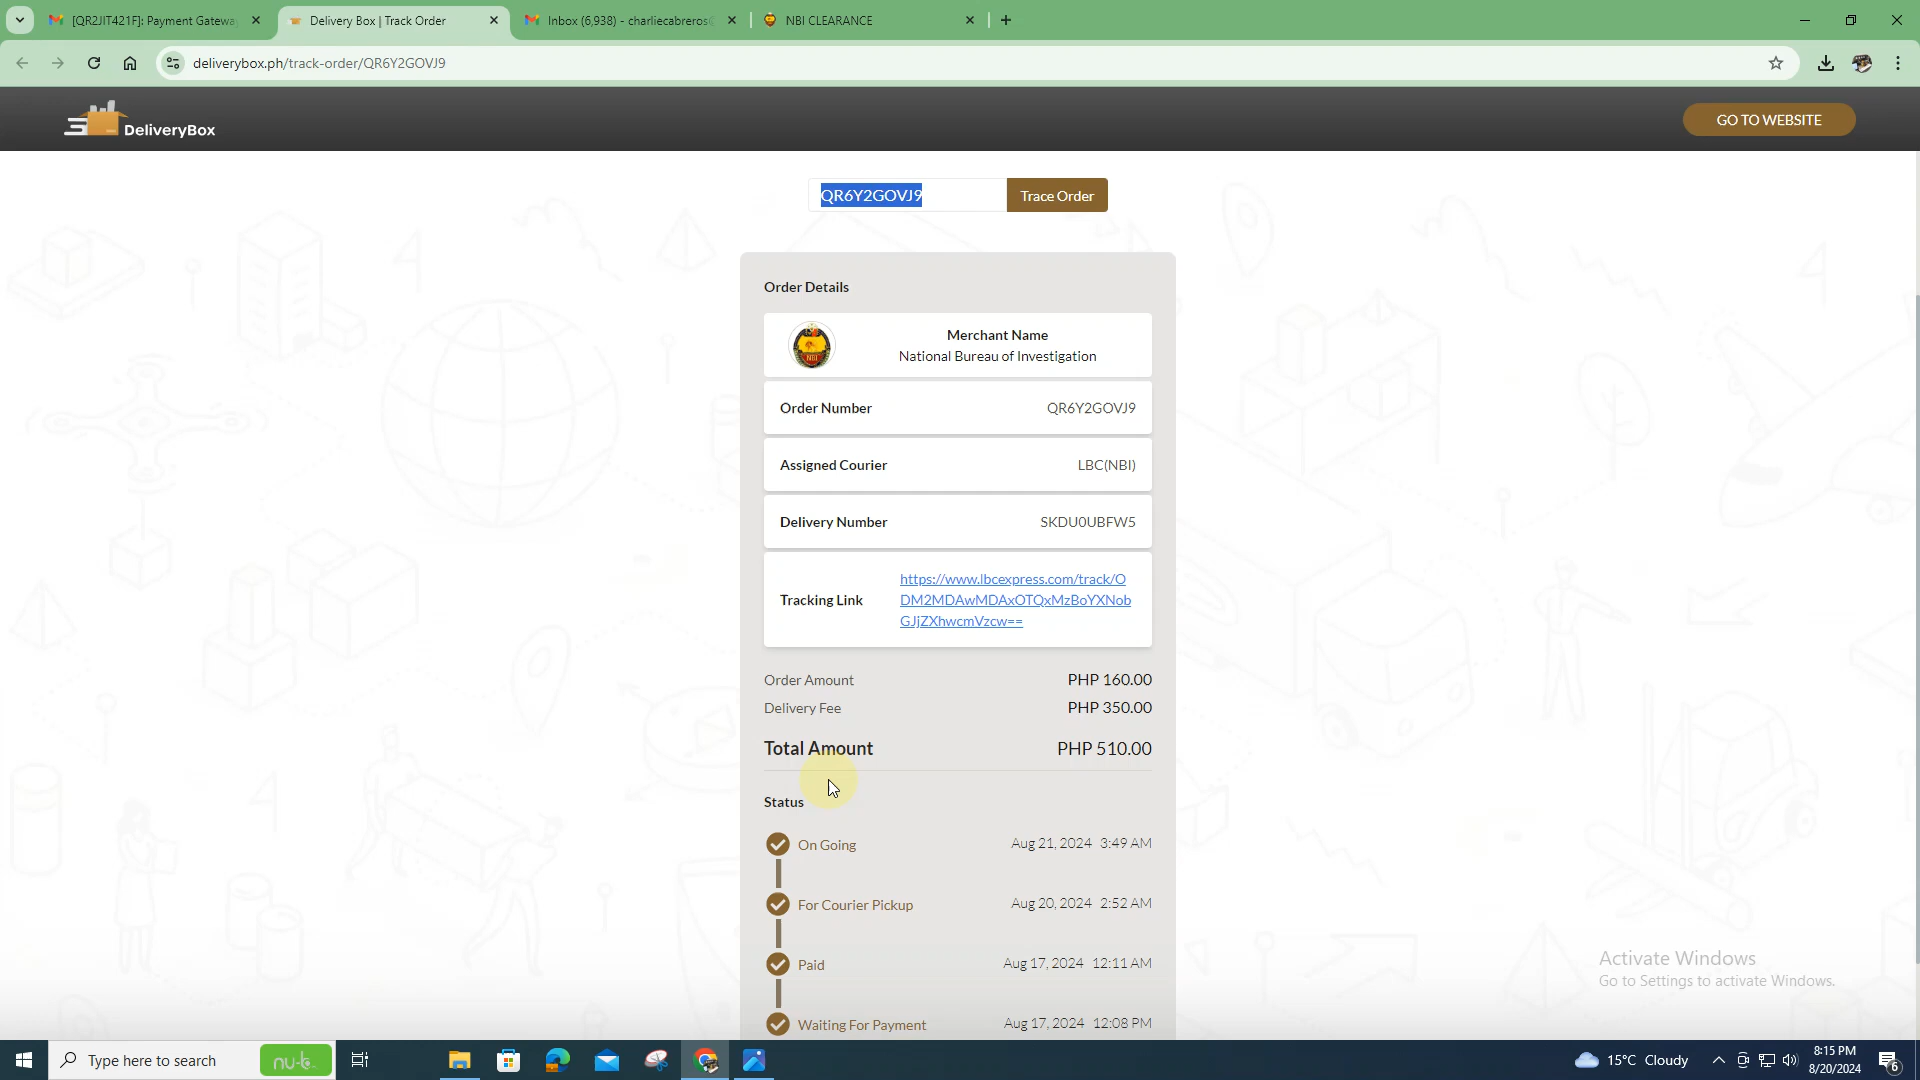 [QR2JIT421F]: Payment Gateway
Delivery Box | Track Order
Inbox (6,938) - charliecabreros@
NBI CLEARANCE
deliverybox.ph/track-order/QR6Y2GOVJ9
DeliveryBox
GO TO WEBSITE
QR6Y2GOVJ9
Trace Order
Order Details
NBI
Merchant Name
National Bureau of Investigation
Order Number QR6Y2GOVJ9
Assigned Courier LBC(NBI)
Delivery Number SKDU0UBFW5
Tracking Link
https://www.lbcexpress.com/track/O
DM2MDAwMDAxOTQxMzBoYXNob
GJjZXhwcmVzcw==
Order Amount PHP 160.00
Delivery Fee PHP 350.00
Total Amount PHP 510.00
Status
On Going Aug 21, 2024 3:49 AM
For Courier Pickup Aug 20, 2024 2:52 AM
Paid Aug 17, 2024 12:11 AM
Waiting For Payment Aug 17, 2024 12:08 PM
Activate Windows
Go to Settings to activate Windows.
Type here to search
15°C Cloudy
8:15 PM
8/20/2024
6